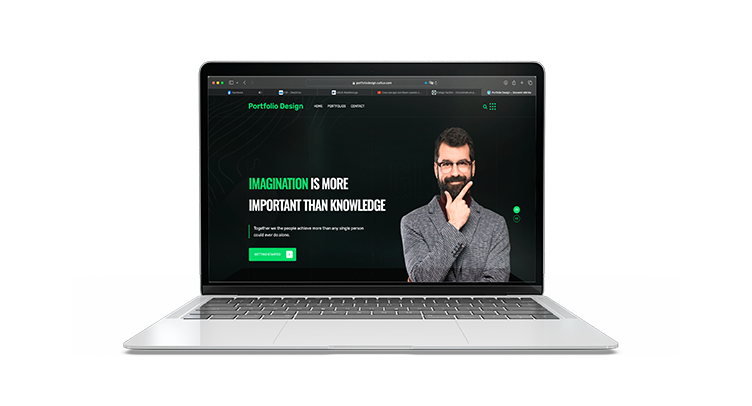 Portfolio Design
HOME PORTFOLIOS CONTACT
IMAGINATION IS MORE
IMPORTANT THAN KNOWLEDGE
Together we the people achieve more than any single person
could ever do alone.
GETTING STARTED